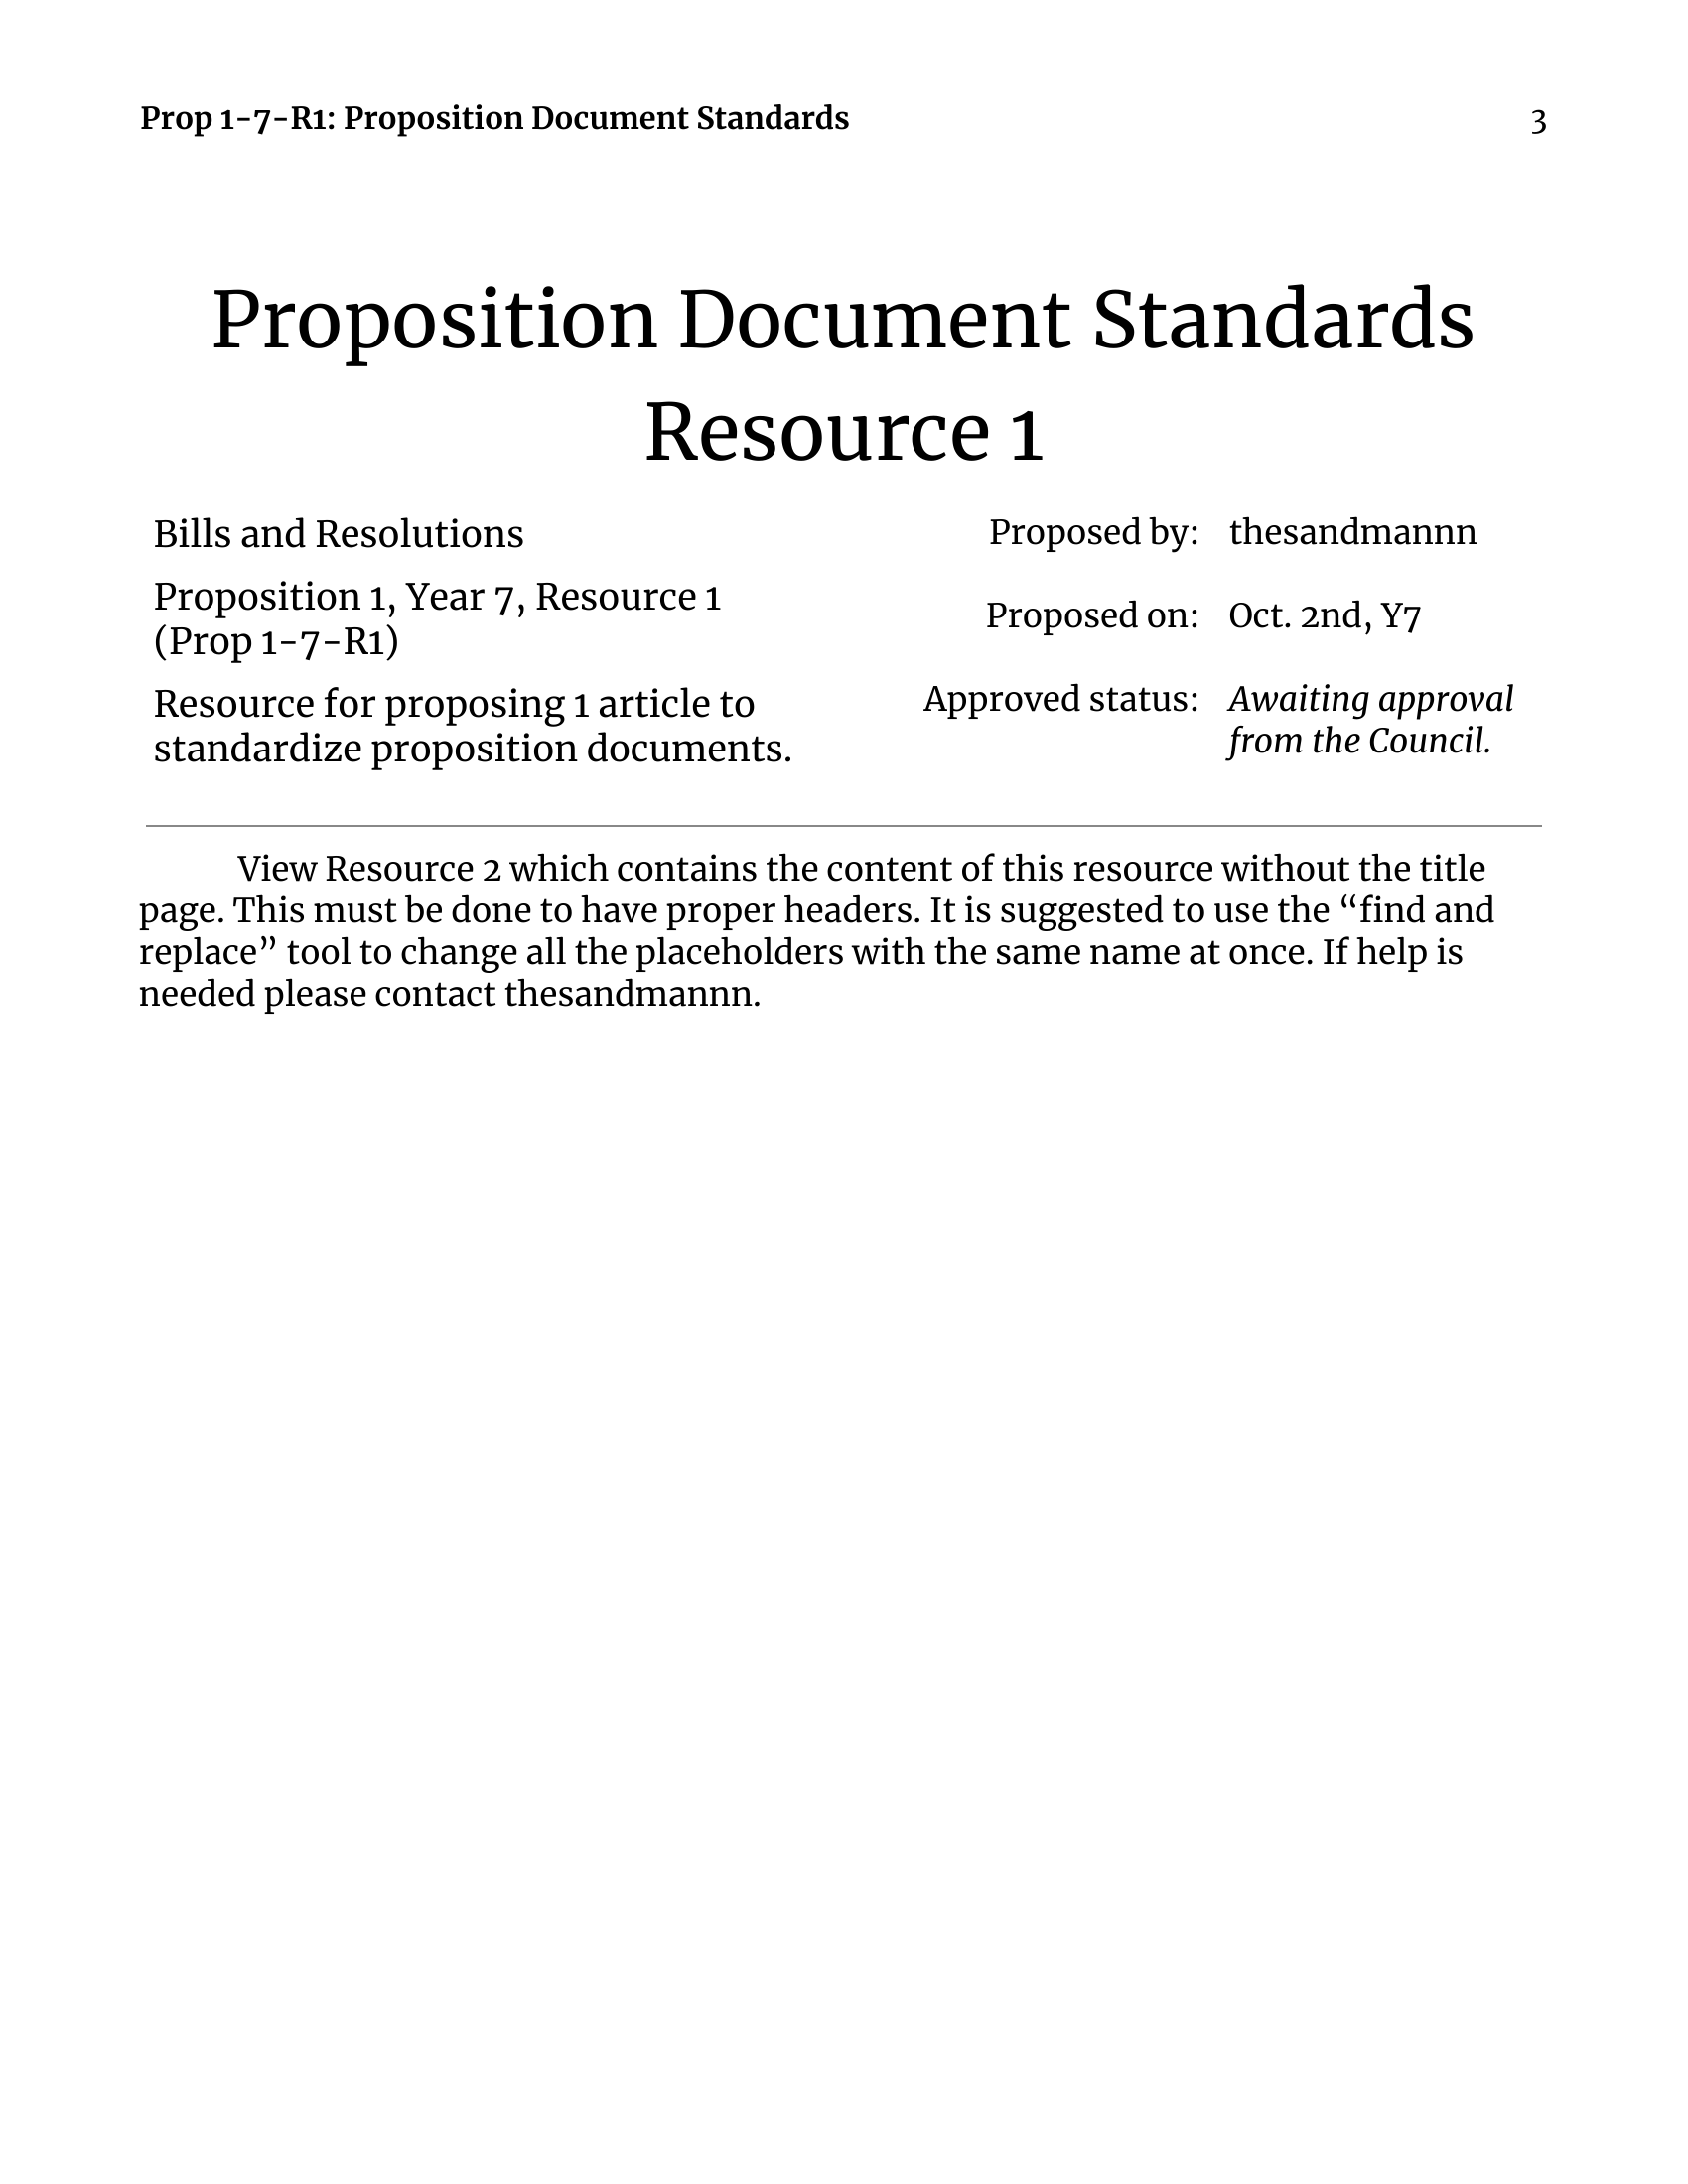 Prop 1-7-R1: Proposition Document Standards 3
Proposition Document Standards
Resource 1
Bills and Resolutions
Proposition 1, Year 7, Resource 1
(Prop 1-7-R1)
Resource for proposing 1 article to
standardize proposition documents.
Proposed by: thesandmannn
Proposed on: Oct. 2nd, Y7
Approved status: Awaiting approval
from the Council.
View Resource 2 which contains the content of this resource without the title
page. This must be done to have proper headers. It is suggested to use the “find and
replace” tool to change all the placeholders with the same name at once. If help is
needed please contact thesandmannn.